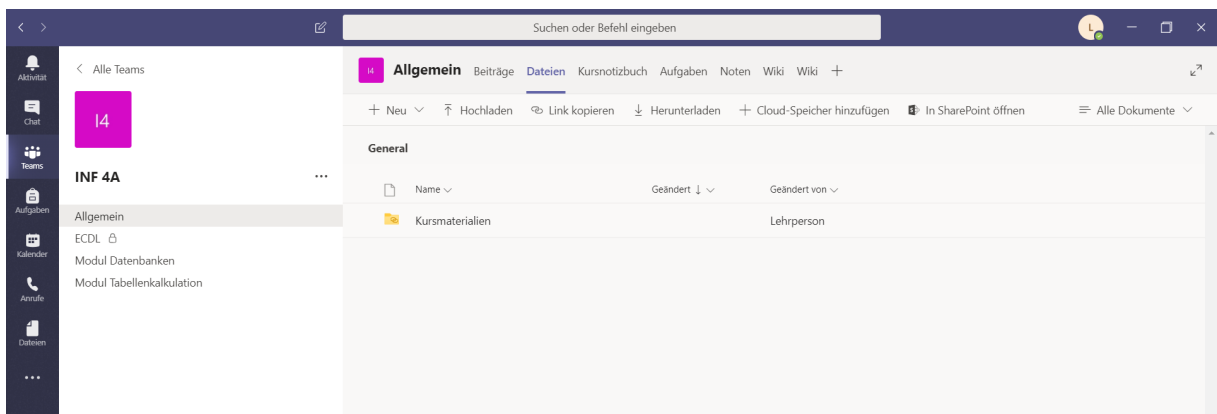 Suchen oder Befehl eingeben
L
Aktivität
Chat
Teams
Aufgaben
Kalender
Anrufe
Dateien
Alle Teams
I4
INF 4A
Allgemein
ECDL
Modul Datenbanken
Modul Tabellenkalkulation
I4 Allgemein Beiträge Dateien Kursnotizbuch Aufgaben Noten Wiki Wiki
Neu Hochladen Link kopieren Herunterladen Cloud-Speicher hinzufügen In SharePoint öffnen Alle Dokumente
General
Name Geändert Geändert von
Kursmaterialien Lehrperson